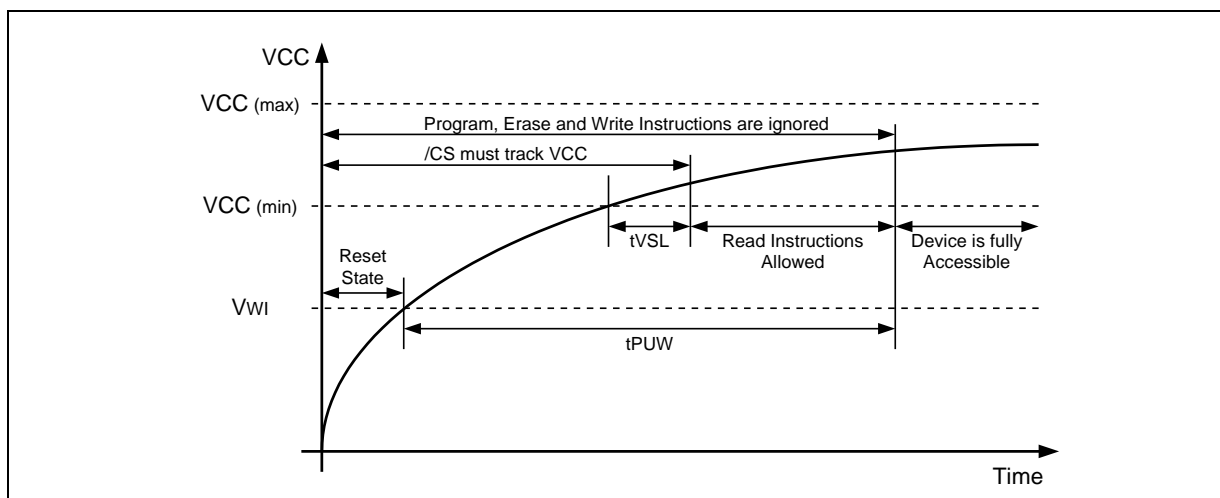 VCC
VCC (max)
Program, Erase and Write Instructions are ignored
/CS must track VCC
VCC (min)
tVSL
Read Instructions
Allowed
Device is fully
Accessible
Reset
State
VWI
tPUW
Time